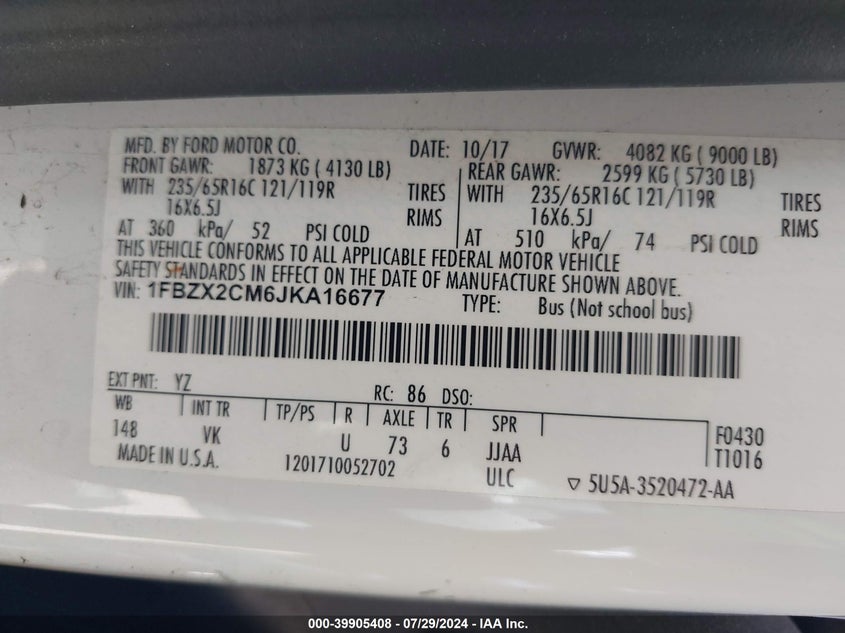 MFD. BY FORD MOTOR CO. DATE: 10/17 GVWR: 4082 KG ( 9000 LB)
FRONT GAWR: 1873 KG ( 4130 LB) REAR GAWR: 2599 KG ( 5730 LB)
WITH 235/65R16C 121/119R TIRES WITH 235/65R16C 121/119R TIRES
16X6.5J RIMS 16X6.5J RIMS
AT 360 kPa/ 52 PSI COLD AT 510 kPa/ 74 PSI COLD
THIS VEHICLE CONFORMS TO ALL APPLICABLE FEDERAL MOTOR VEHICLE
SAFETY STANDARDS IN EFFECT ON THE DATE OF MANUFACTURE SHOWN ABOVE.
VIN: 1FBZX2CM6JKA16677 TYPE: Bus (Not school bus)
EXT PNT: YZ RC: 86 DSO:
WB INT TR TP/PS R AXLE TR SPR F0430
148 VK U 73 6 JJAA T1016
MADE IN U.S.A. 1201710052702 ULC ▽ 5U5A-3520472-AA
000-39905408 - 07/29/2024 - IAA Inc.